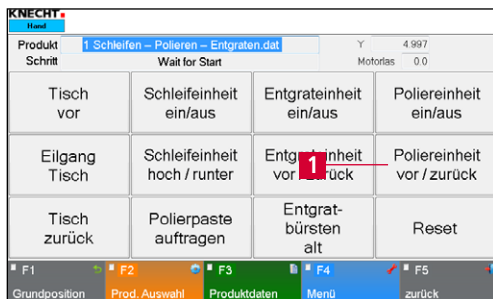 KNECHT
Hand
Produkt 1 Schleifen – Polieren – Entgraten.dat Y 4.997
Schritt Wait for Start Motorlas 0.0
Tisch vor
Schleifeinheit ein/aus
Entgrateinheit ein/aus
Poliereinheit ein/aus
Eilgang Tisch
Schleifeinheit hoch / runter
Entgrateinheit vor / zurück
1
Poliereinheit vor / zurück
Tisch zurück
Polierpaste auftragen
Entgrat-
bürsten
alt
Reset
F1 F2 F3 F4 F5
Grundposition Prod. Auswahl Produktdaten Menü zurück